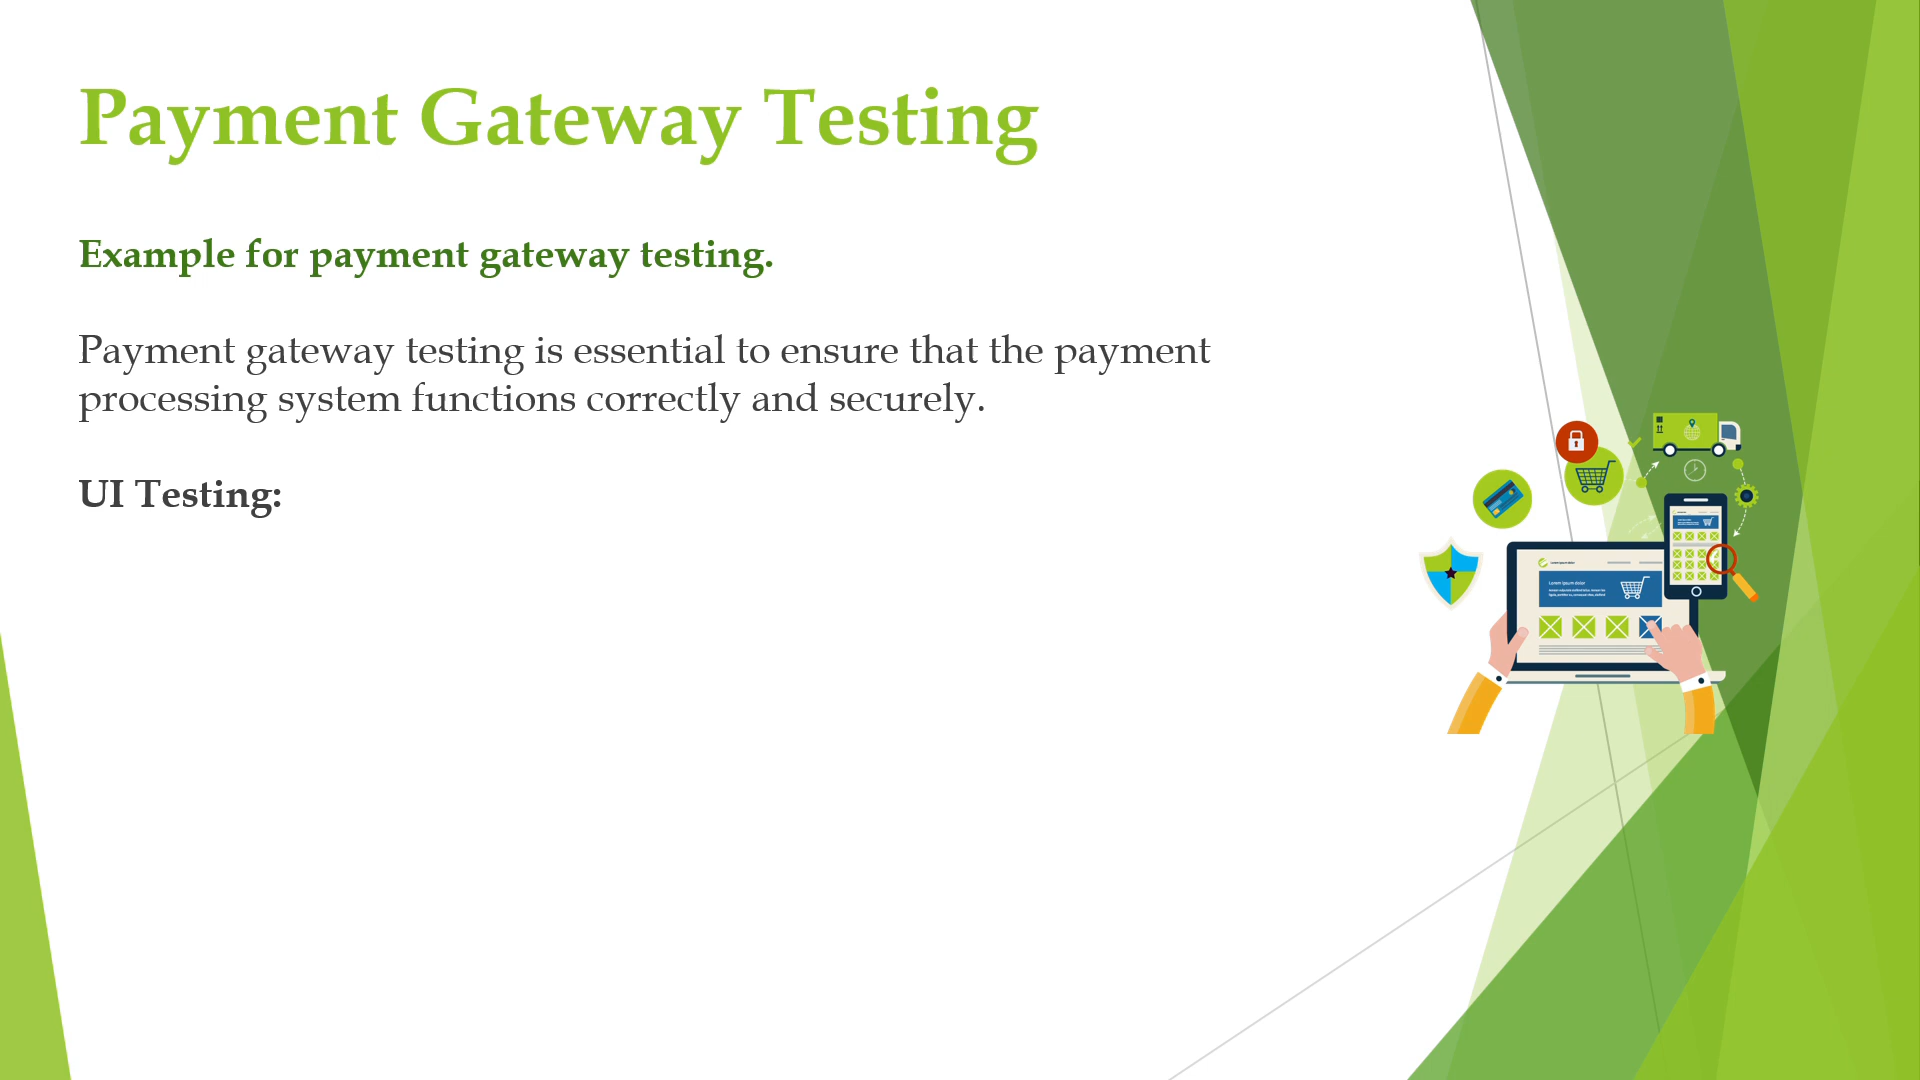 Payment Gateway Testing
Example for payment gateway testing.
Payment gateway testing is essential to ensure that the payment
processing system functions correctly and securely.
UI Testing: